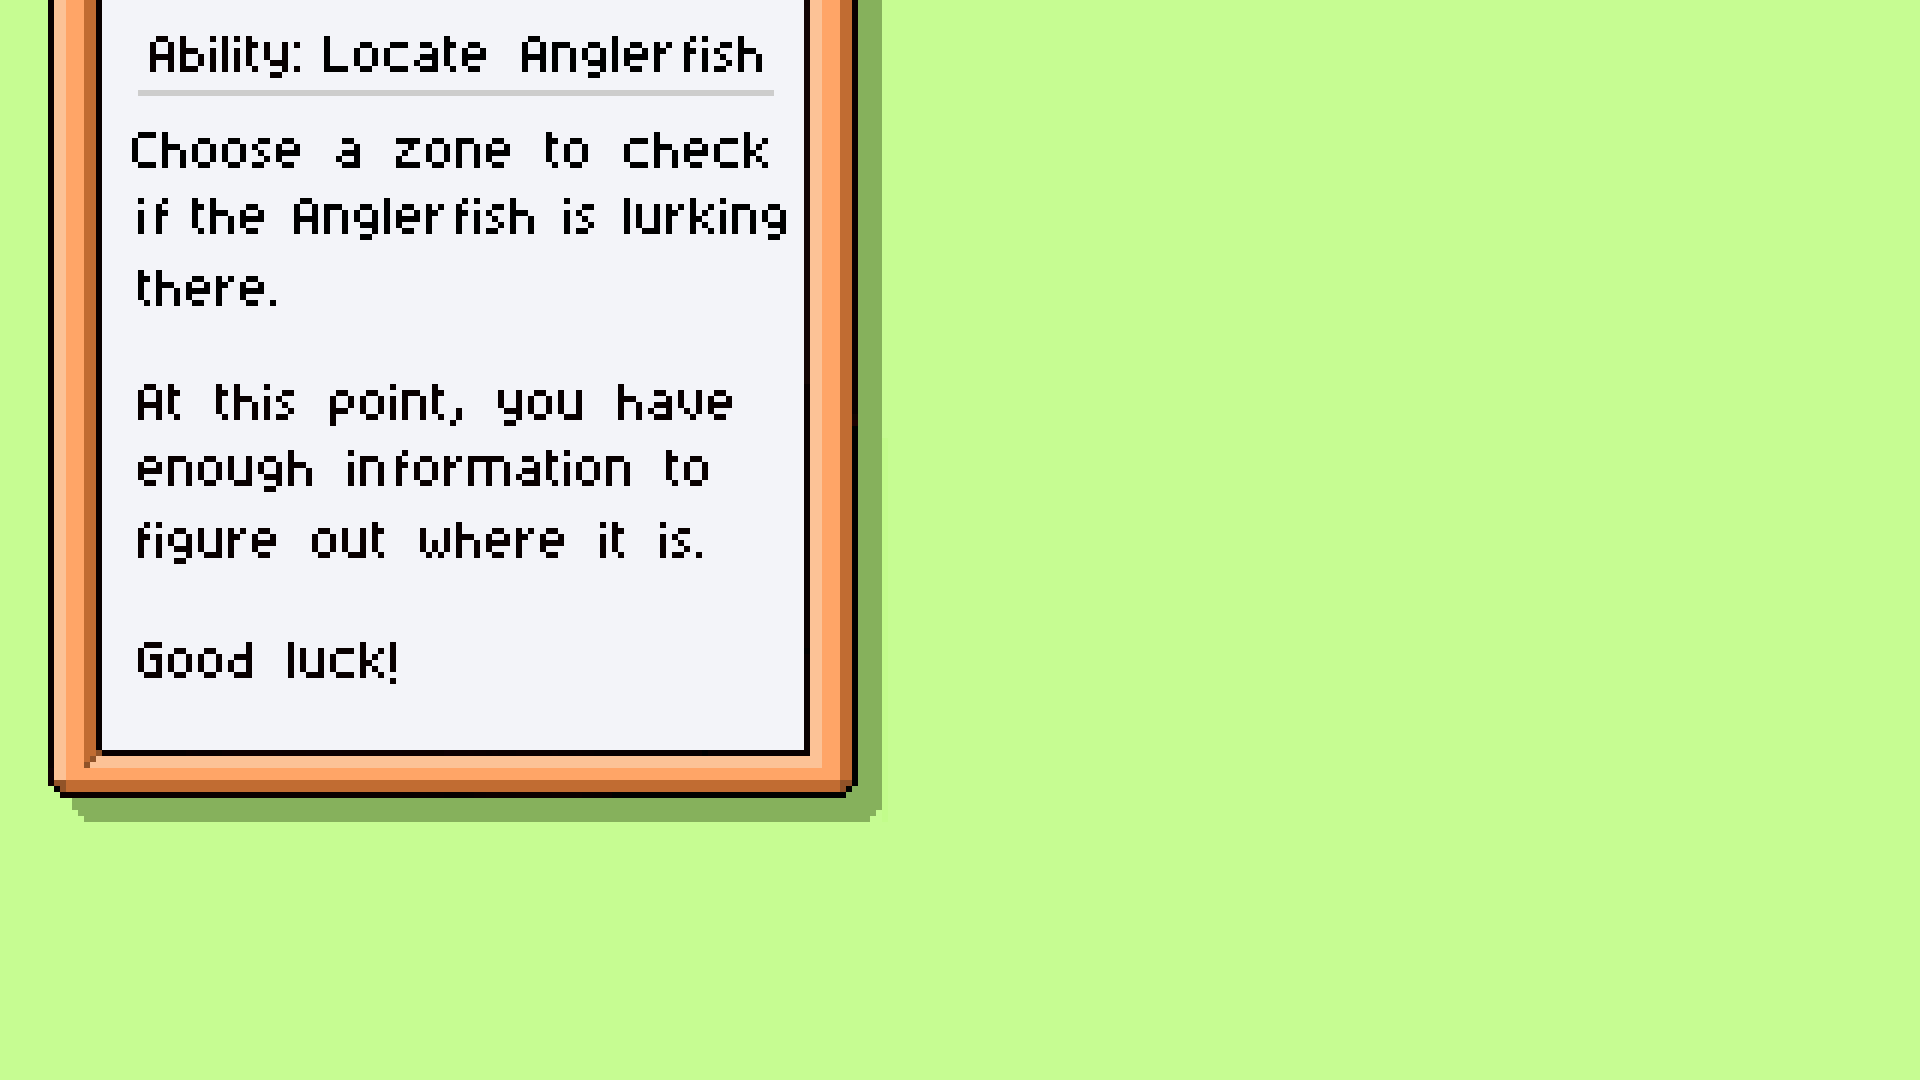 Ability: Locate Anglerfish
Choose a zone to check
if the Anglerfish is lurking
there.
At this point, you have
enough information to
figure out where it is.
Good luck!